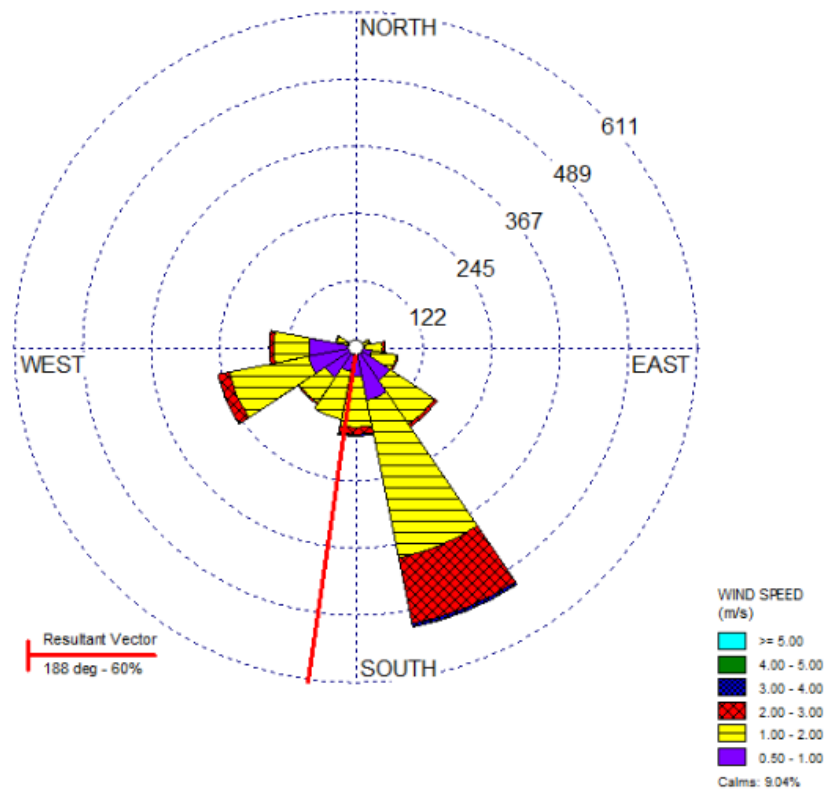 NORTH
611
489
367
245
122
WEST
EAST
SOUTH
Resultant Vector
188 deg - 60%
WIND SPEED
(m/s)
>= 5.00
4.00 - 5.00
3.00 - 4.00
2.00 - 3.00
1.00 - 2.00
0.50 - 1.00
Calms: 9.04%